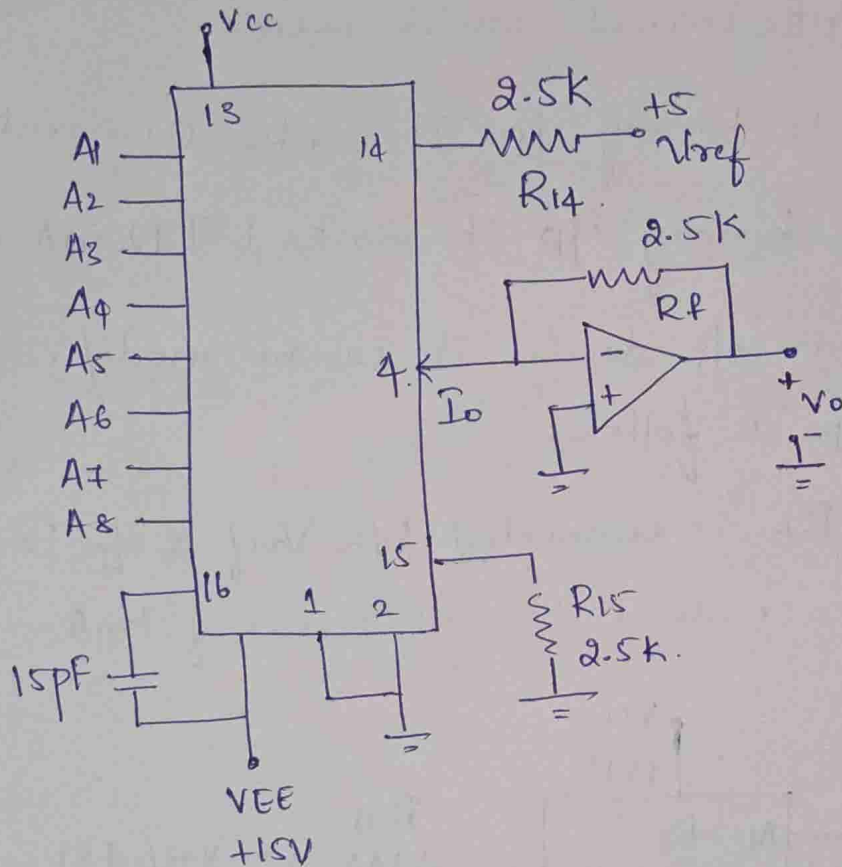 Vcc
13
A1
A2
A3
A4
A5
A6
A7
A8
14
2.5K
R14.
+5
Vref
2.5K
Rf
4.
Io
-
+
+
Vo
-
16
1
2
15
R15
2.5K.
15pF
VEE
+15V